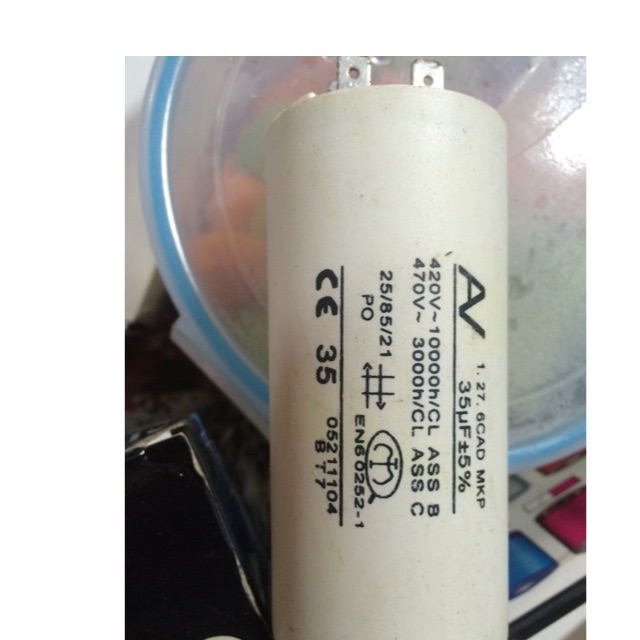 AV
1.27.6CAD MKP
35µF±5%
420V~10000h/CL ASS B
470V~ 3000h/CL ASS C
25/85/21
PO
EN60252-1
CE 35
05211104
BT7